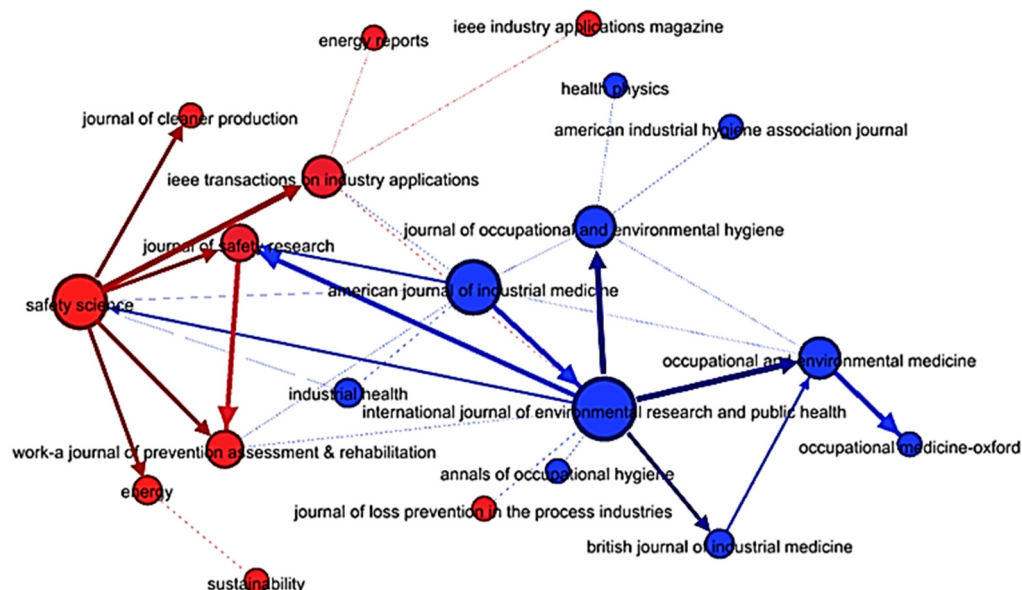 ieee industry applications magazine
energy reports
health physics
journal of cleaner production
american industrial hygiene association journal
ieee transactions on industry applications
journal of occupational and environmental hygiene
journal of safety research
american journal of industrial medicine
safety science
occupational and environmental medicine
industrial health
international journal of environmental research and public health
occupational medicine-oxford
work-a journal of prevention assessment & rehabilitation
annals of occupational hygiene
energy
journal of loss prevention in the process industries
british journal of industrial medicine
sustainability